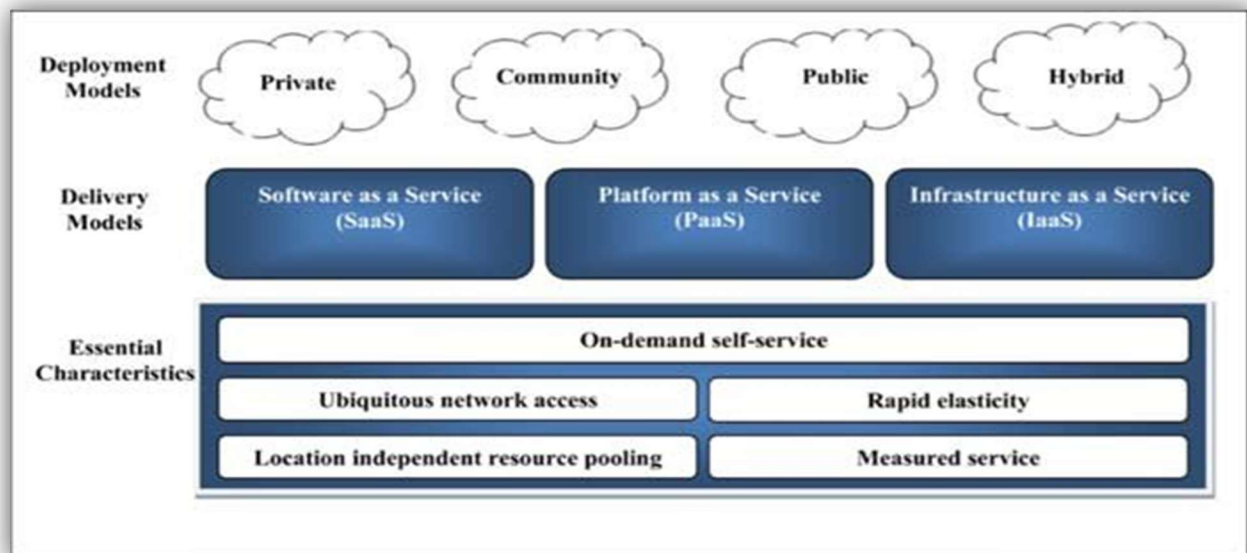 Deployment
Models
Private
Community
Public
Hybrid
Delivery
Models
Software as a Service
(SaaS)
Platform as a Service
(PaaS)
Infrastructure as a Service
(IaaS)
Essential
Characteristics
On-demand self-service
Ubiquitous network access
Rapid elasticity
Location independent resource pooling
Measured service